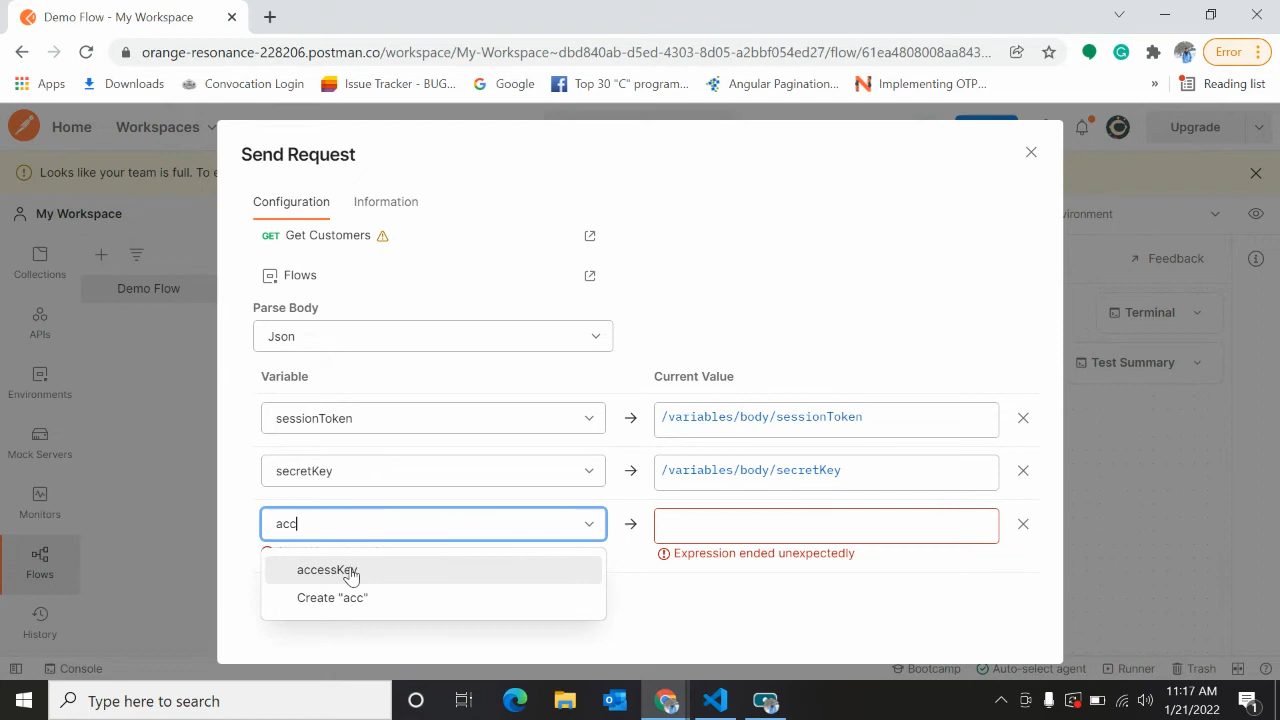 Demo Flow - My Workspace
orange-resonance-228206.postman.co/workspace/My-Workspace~dbd840ab-d5ed-4303-8d05-a2bbf054ed27/flow/61ea4808008aa843...
Error
Apps
Downloads
Convocation Login
Issue Tracker - BUG...
Google
Top 30 "C" program...
Angular Pagination...
Implementing OTP...
»
Reading list
Home
Workspaces
Upgrade
Looks like your team is full. To e
My Workspace
vironment
Collections
APIs
Environments
Mock Servers
Monitors
Flows
History
Demo Flow
Feedback
Terminal
Test Summary
Send Request
Configuration
Information
GET Get Customers
Flows
Parse Body
Json
Variable
Current Value
sessionToken
/variables/body/sessionToken
secretKey
/variables/body/secretKey
acc
Expression ended unexpectedly
accessKey
Create "acc"
Console
Bootcamp
Auto-select agent
Runner
Trash
Type here to search
11:17 AM
1/21/2022
1